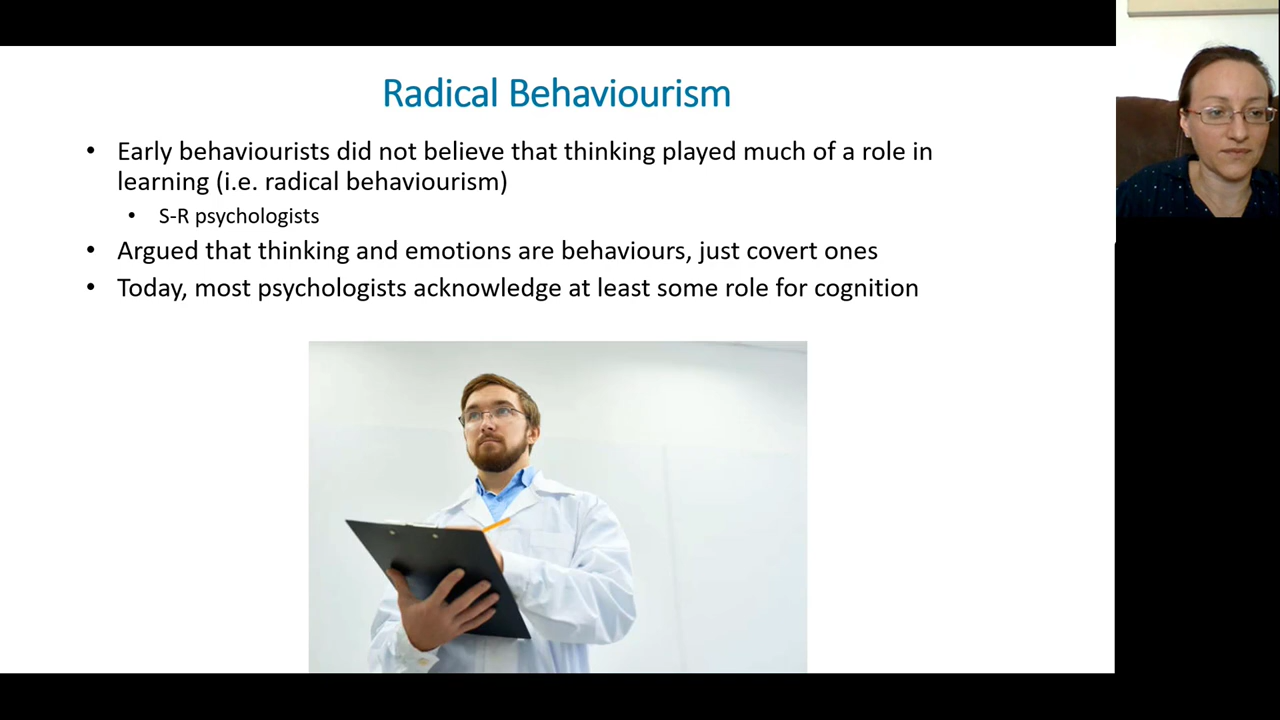 Radical Behaviourism
• Early behaviourists did not believe that thinking played much of a role in
learning (i.e. radical behaviourism)
• S-R psychologists
• Argued that thinking and emotions are behaviours, just covert ones
• Today, most psychologists acknowledge at least some role for cognition